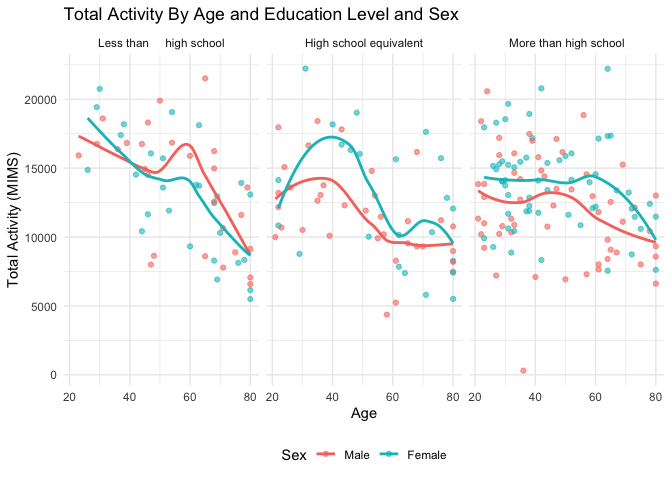 Total Activity By Age and Education Level and Sex
Less than high school
High school equivalent
More than high school
Total Activity (MIMS)
20000
15000
10000
5000
0
20 40 60 80
20 40 60 80
20 40 60 80
Age
Sex Male Female